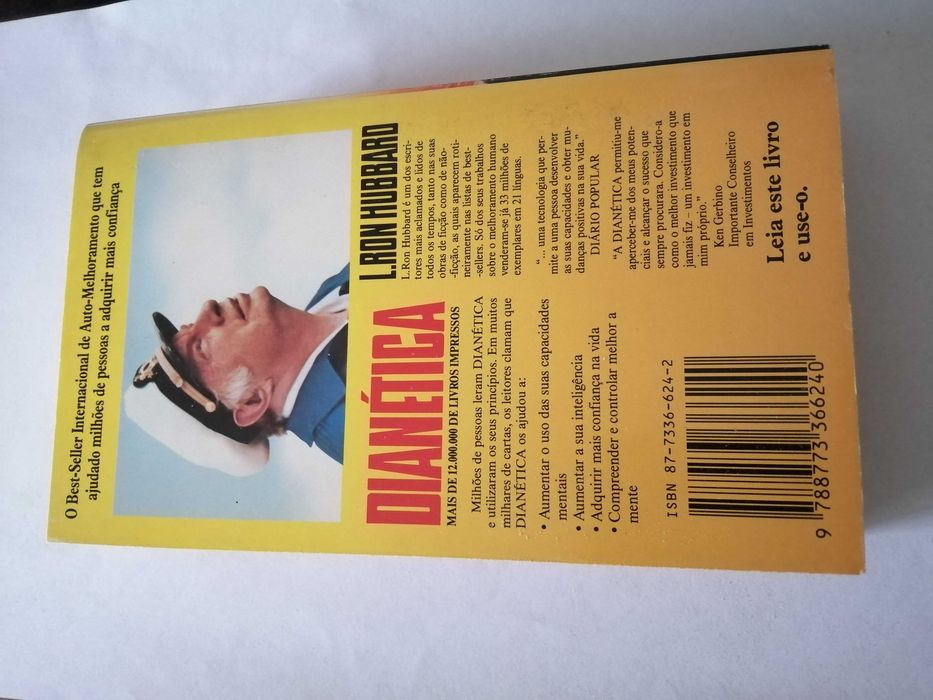 O Best-Seller Internacional de Auto-Melhoramento que tem
ajudado milhões de pessoas a adquirir mais confiança
DIANÉTICA
MAIS DE 12.000.000 DE LIVROS IMPRESSOS
Milhões de pessoas leram DIANÉTICA
e utilizaram os seus princípios. Em muitos
milhares de cartas, os leitores clamam que
DIANÉTICA os ajudou a:
• Aumentar o uso das suas capacidades
mentais
• Aumentar a sua inteligência
• Adquirir mais confiança na vida
• Compreender e controlar melhor a
mente
ISBN 87-7336-624-2
9 788773 366240
L.RON HUBBARD
L.Ron Hubbard é um dos escri-
tores mais aclamados e lidos de
todos os tempos, tanto nas suas
obras de ficção como de não-
-ficção, as quais aparecem roti-
neiramente nas listas de best-
-sellers. Só dos seus trabalhos
sobre o melhoramento humano
venderam-se já 33 milhões de
exemplares em 21 línguas.
“... uma tecnologia que per-
mite a uma pessoa desenvolver
as suas capacidades e obter mu-
danças positivas na sua vida.”
DIÁRIO POPULAR
“A DIANÉTICA permitiu-me
aperceber-me dos meus poten-
ciais e alcançar o sucesso que
sempre procurara. Considero-a
como o melhor investimento que
jamais fiz – um investimento em
mim próprio.”
Ken Gerbino
Importante Conselheiro
em Investimentos
Leia este livro
e use-o.